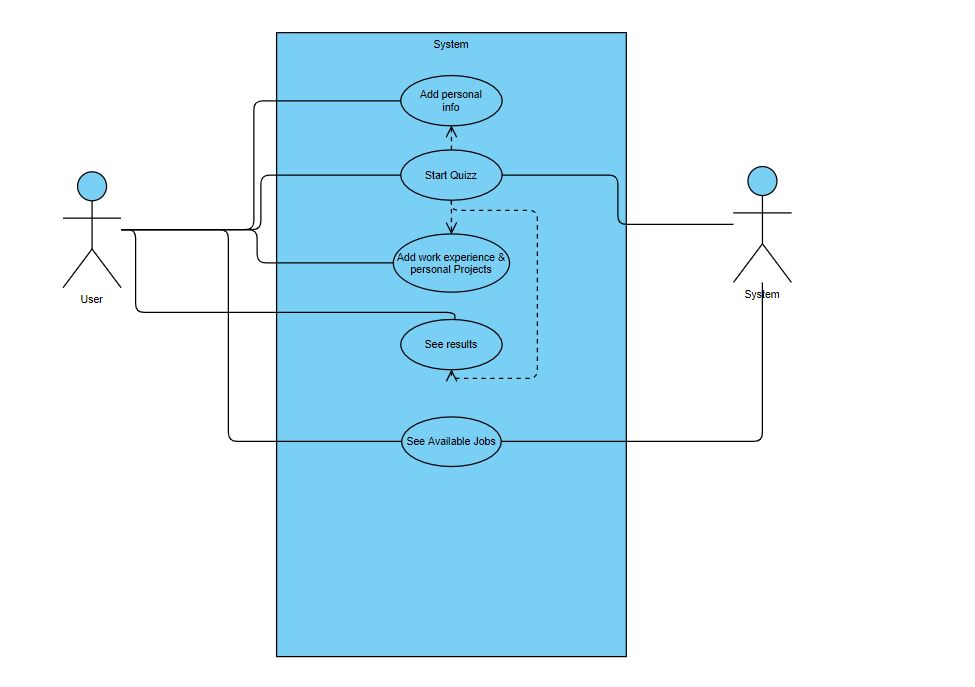 System
Add personal
info
Start Quizz
Add work experience &
personal Projects
User
System
See results
See Available Jobs